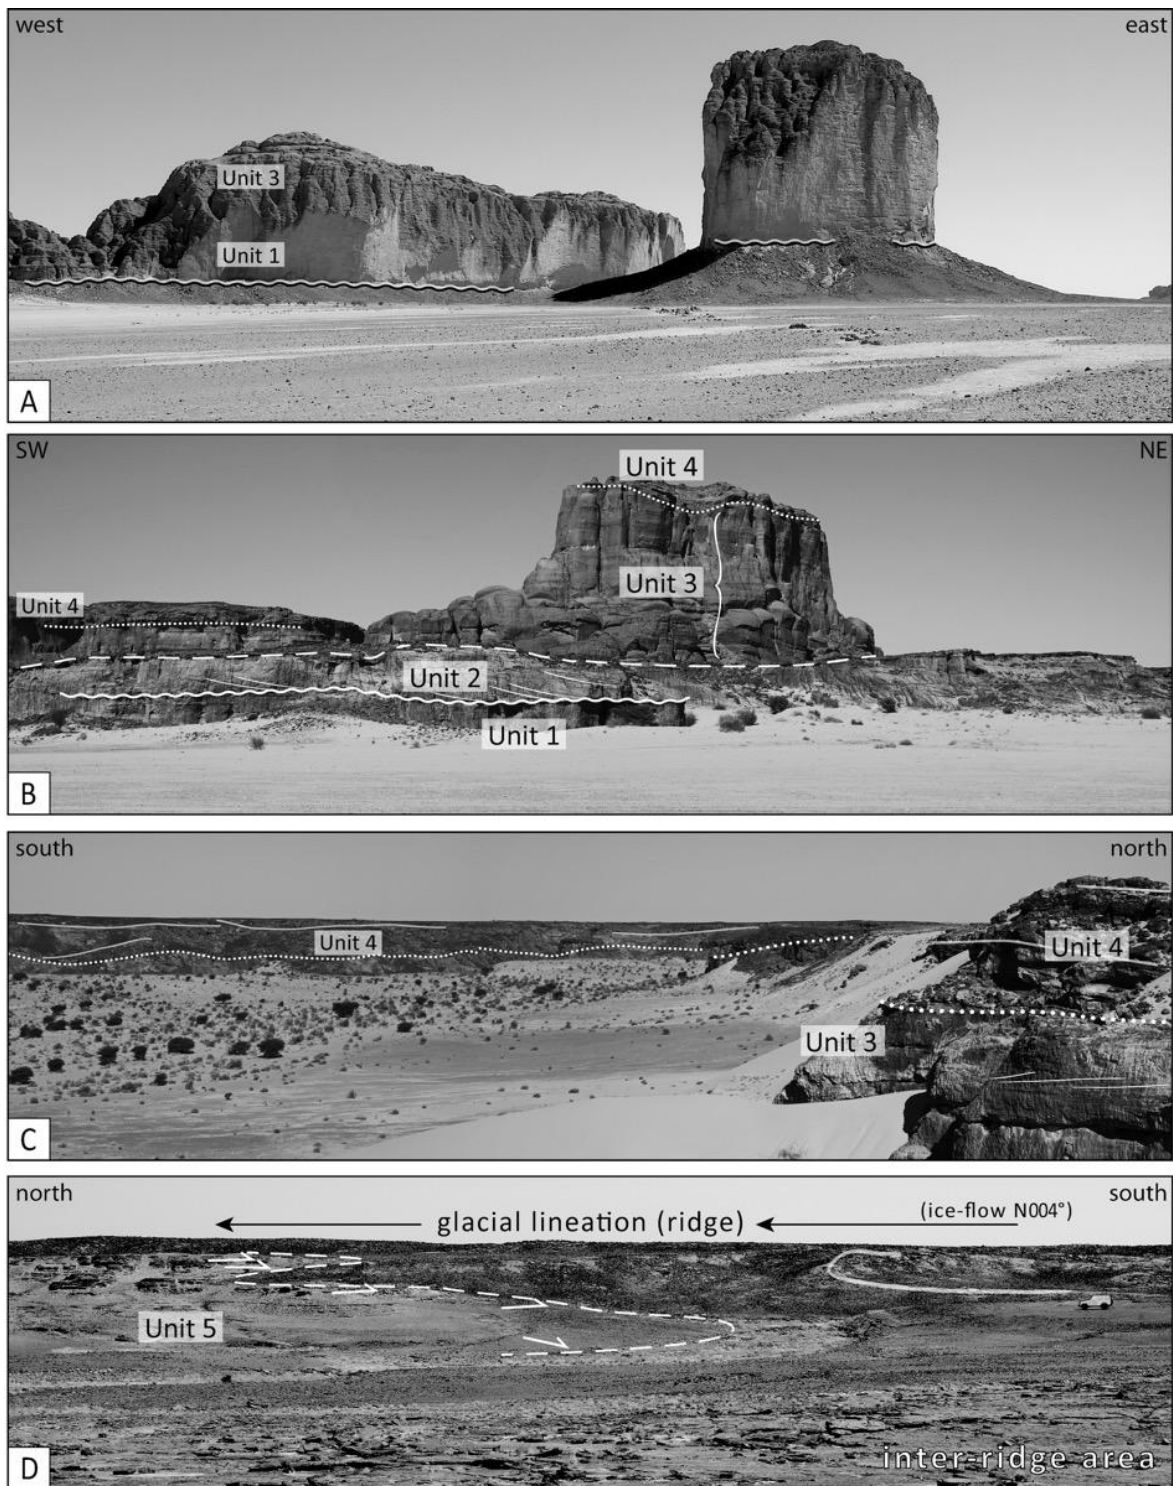 west east
Unit 3
Unit 1
A
SW NE
Unit 4
Unit 3
Unit 4
Unit 2
Unit 1
B
south north
Unit 4
Unit 4
Unit 3
C
north south
glacial lineation (ridge) (ice-flow N004°)
Unit 5
D inter-ridge area